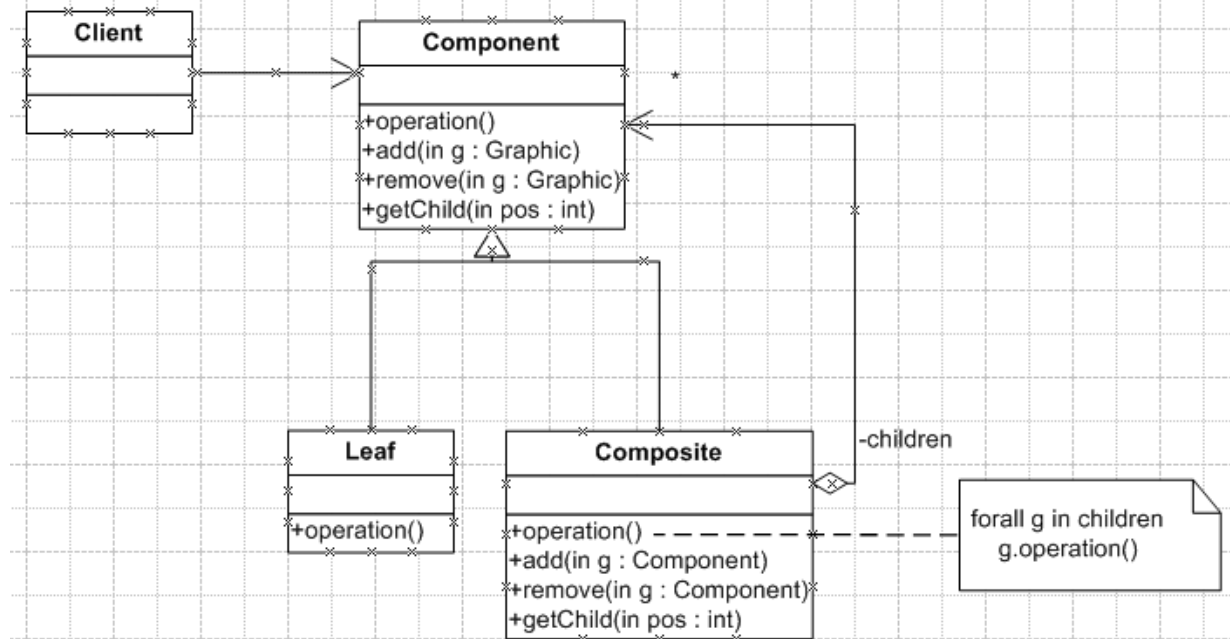 Client
Component
*
+operation()
+add(in g : Graphic)
+remove(in g : Graphic)
+getChild(in pos : int)
Leaf
+operation()
Composite
-children
+operation()
+add(in g : Component)
+remove(in g : Component)
+getChild(in pos : int)
forall g in children
g.operation()